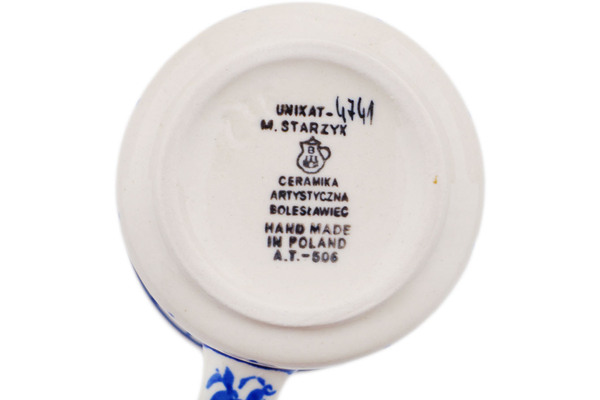 UNIKAT-4741
M. STARZYK
B
CERAMIKA
ARTYSTYCZNA
BOLESŁAWIEC
HAND MADE
IN POLAND
A.T.-506